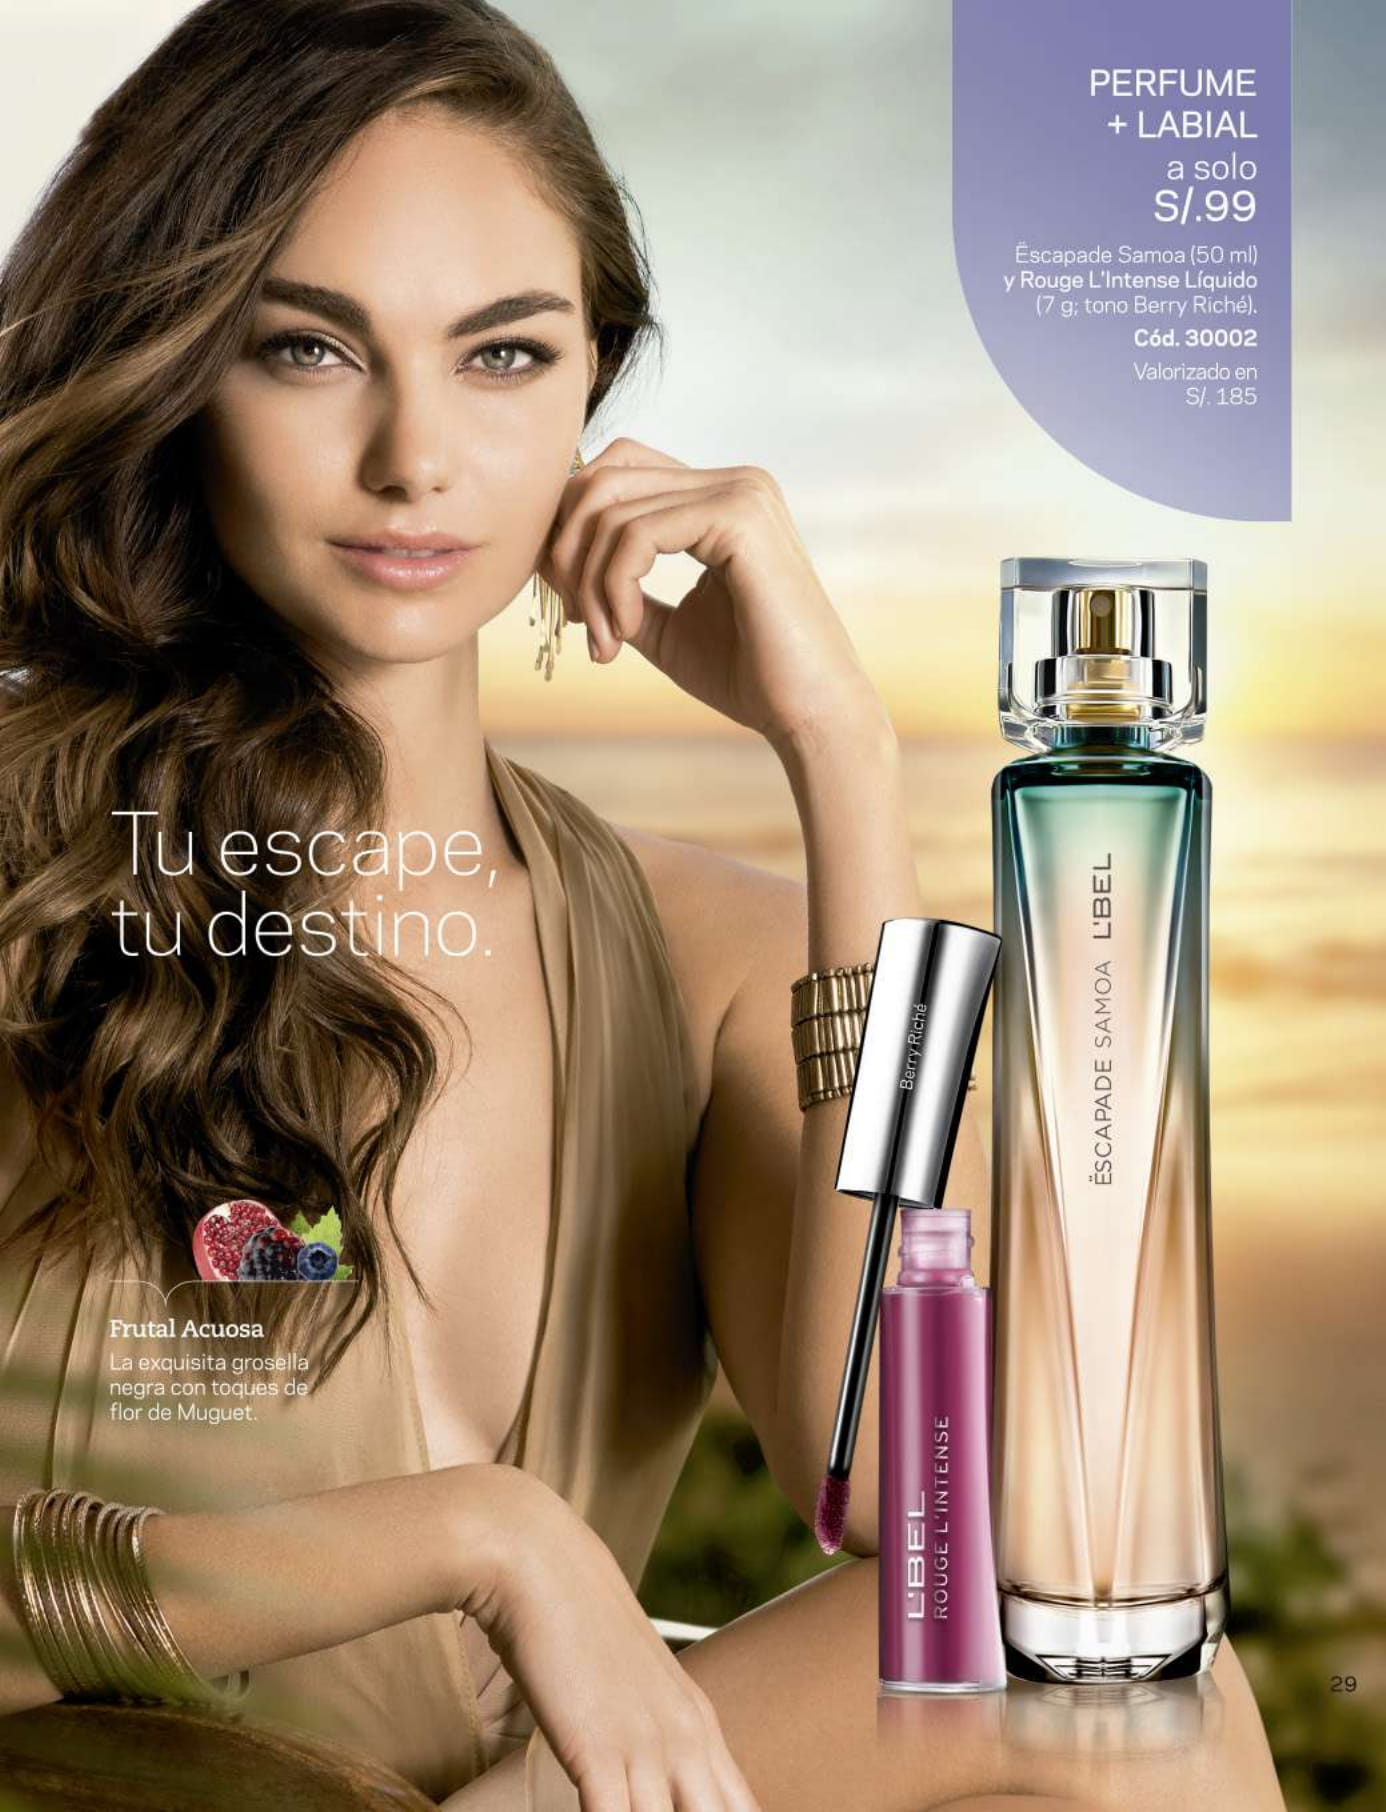 PERFUME
+ LABIAL
a solo
S/.99
Ëscapade Samoa (50 ml)
y Rouge L'Intense Líquido
(7 g; tono Berry Riché).
Cód. 30002
Valorizado en
S/. 185
Tu escape,
tu destino.
Frutal Acuosa
La exquisita grosella
negra con toques de
flor de Muguet.
Berry Riché
L'BEL
ROUGE L'INTENSE
ËSCAPADE SAMOA L'BEL
29